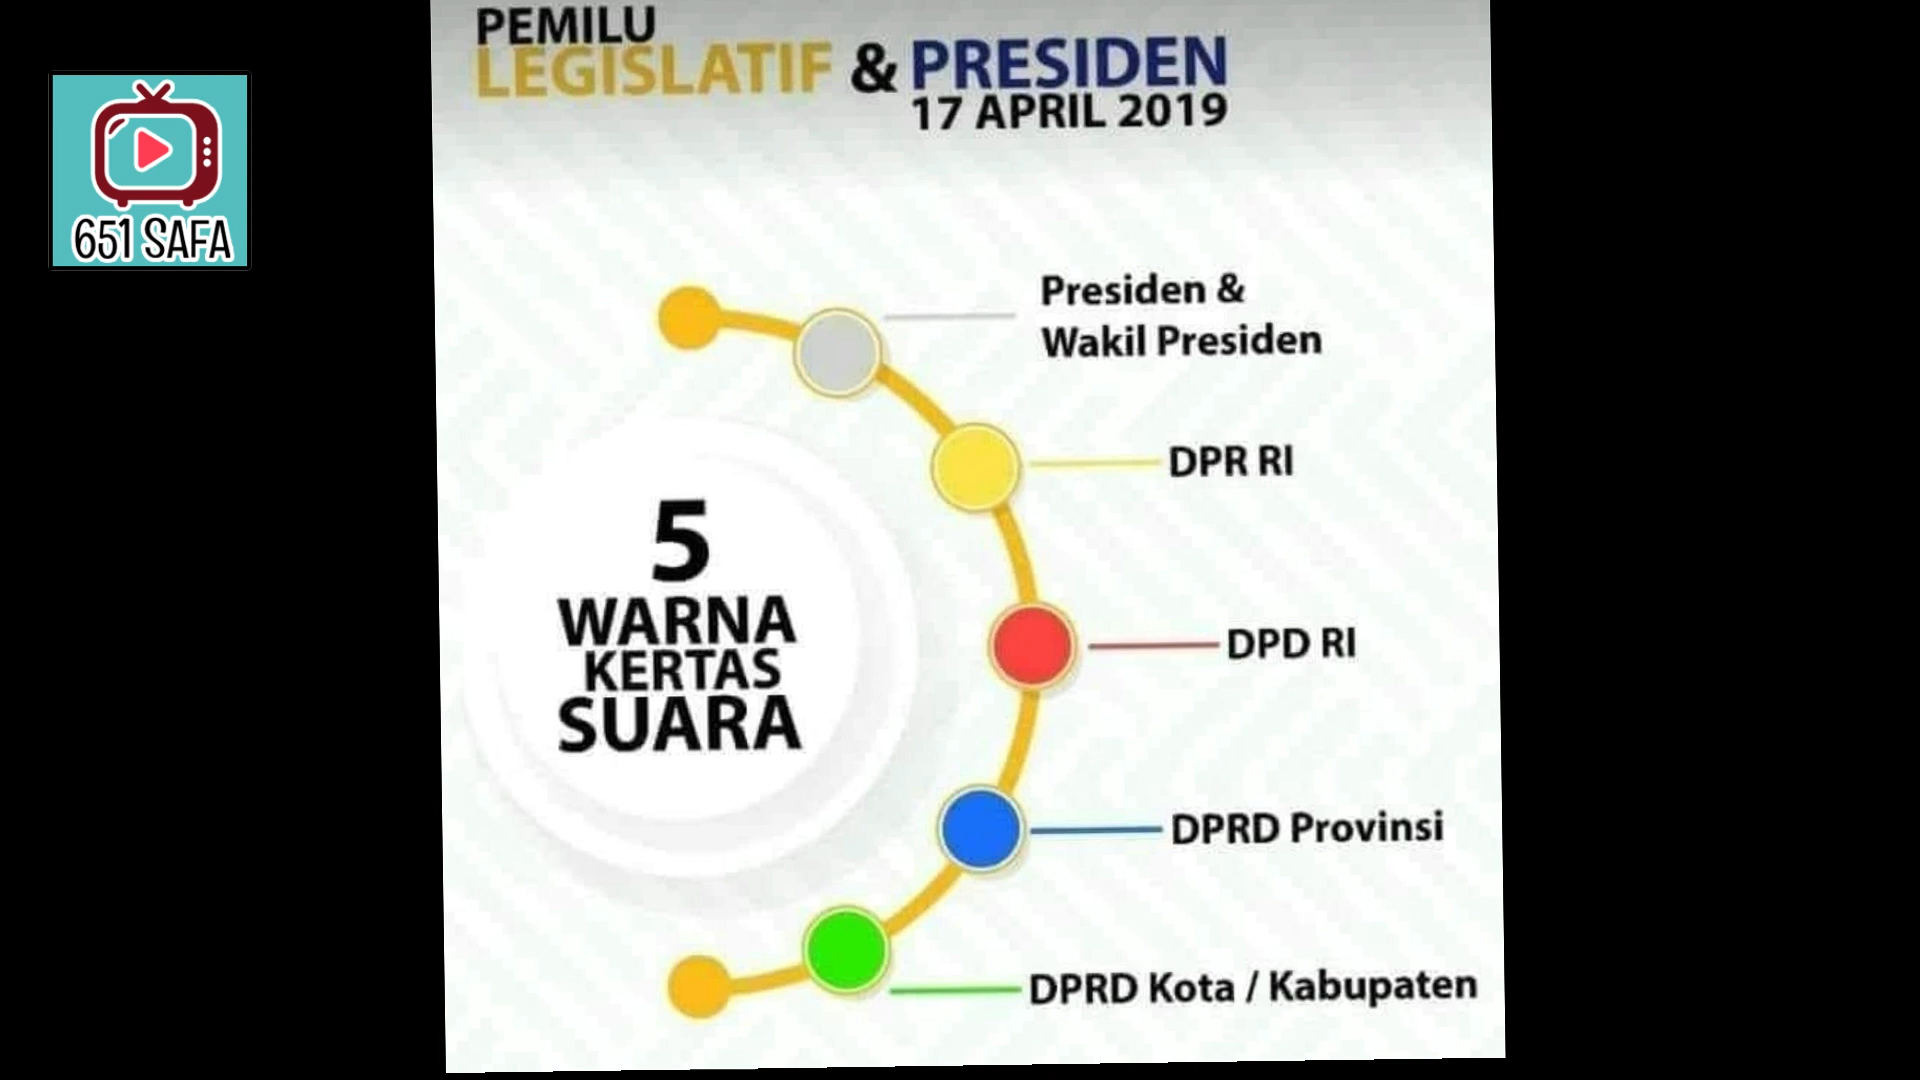 PEMILU
LEGISLATIF & PRESIDEN
17 APRIL 2019
651 SAFA
Presiden &
Wakil Presiden
DPR RI
5
WARNA
KERTAS
SUARA
DPD RI
DPRD Provinsi
DPRD Kota / Kabupaten